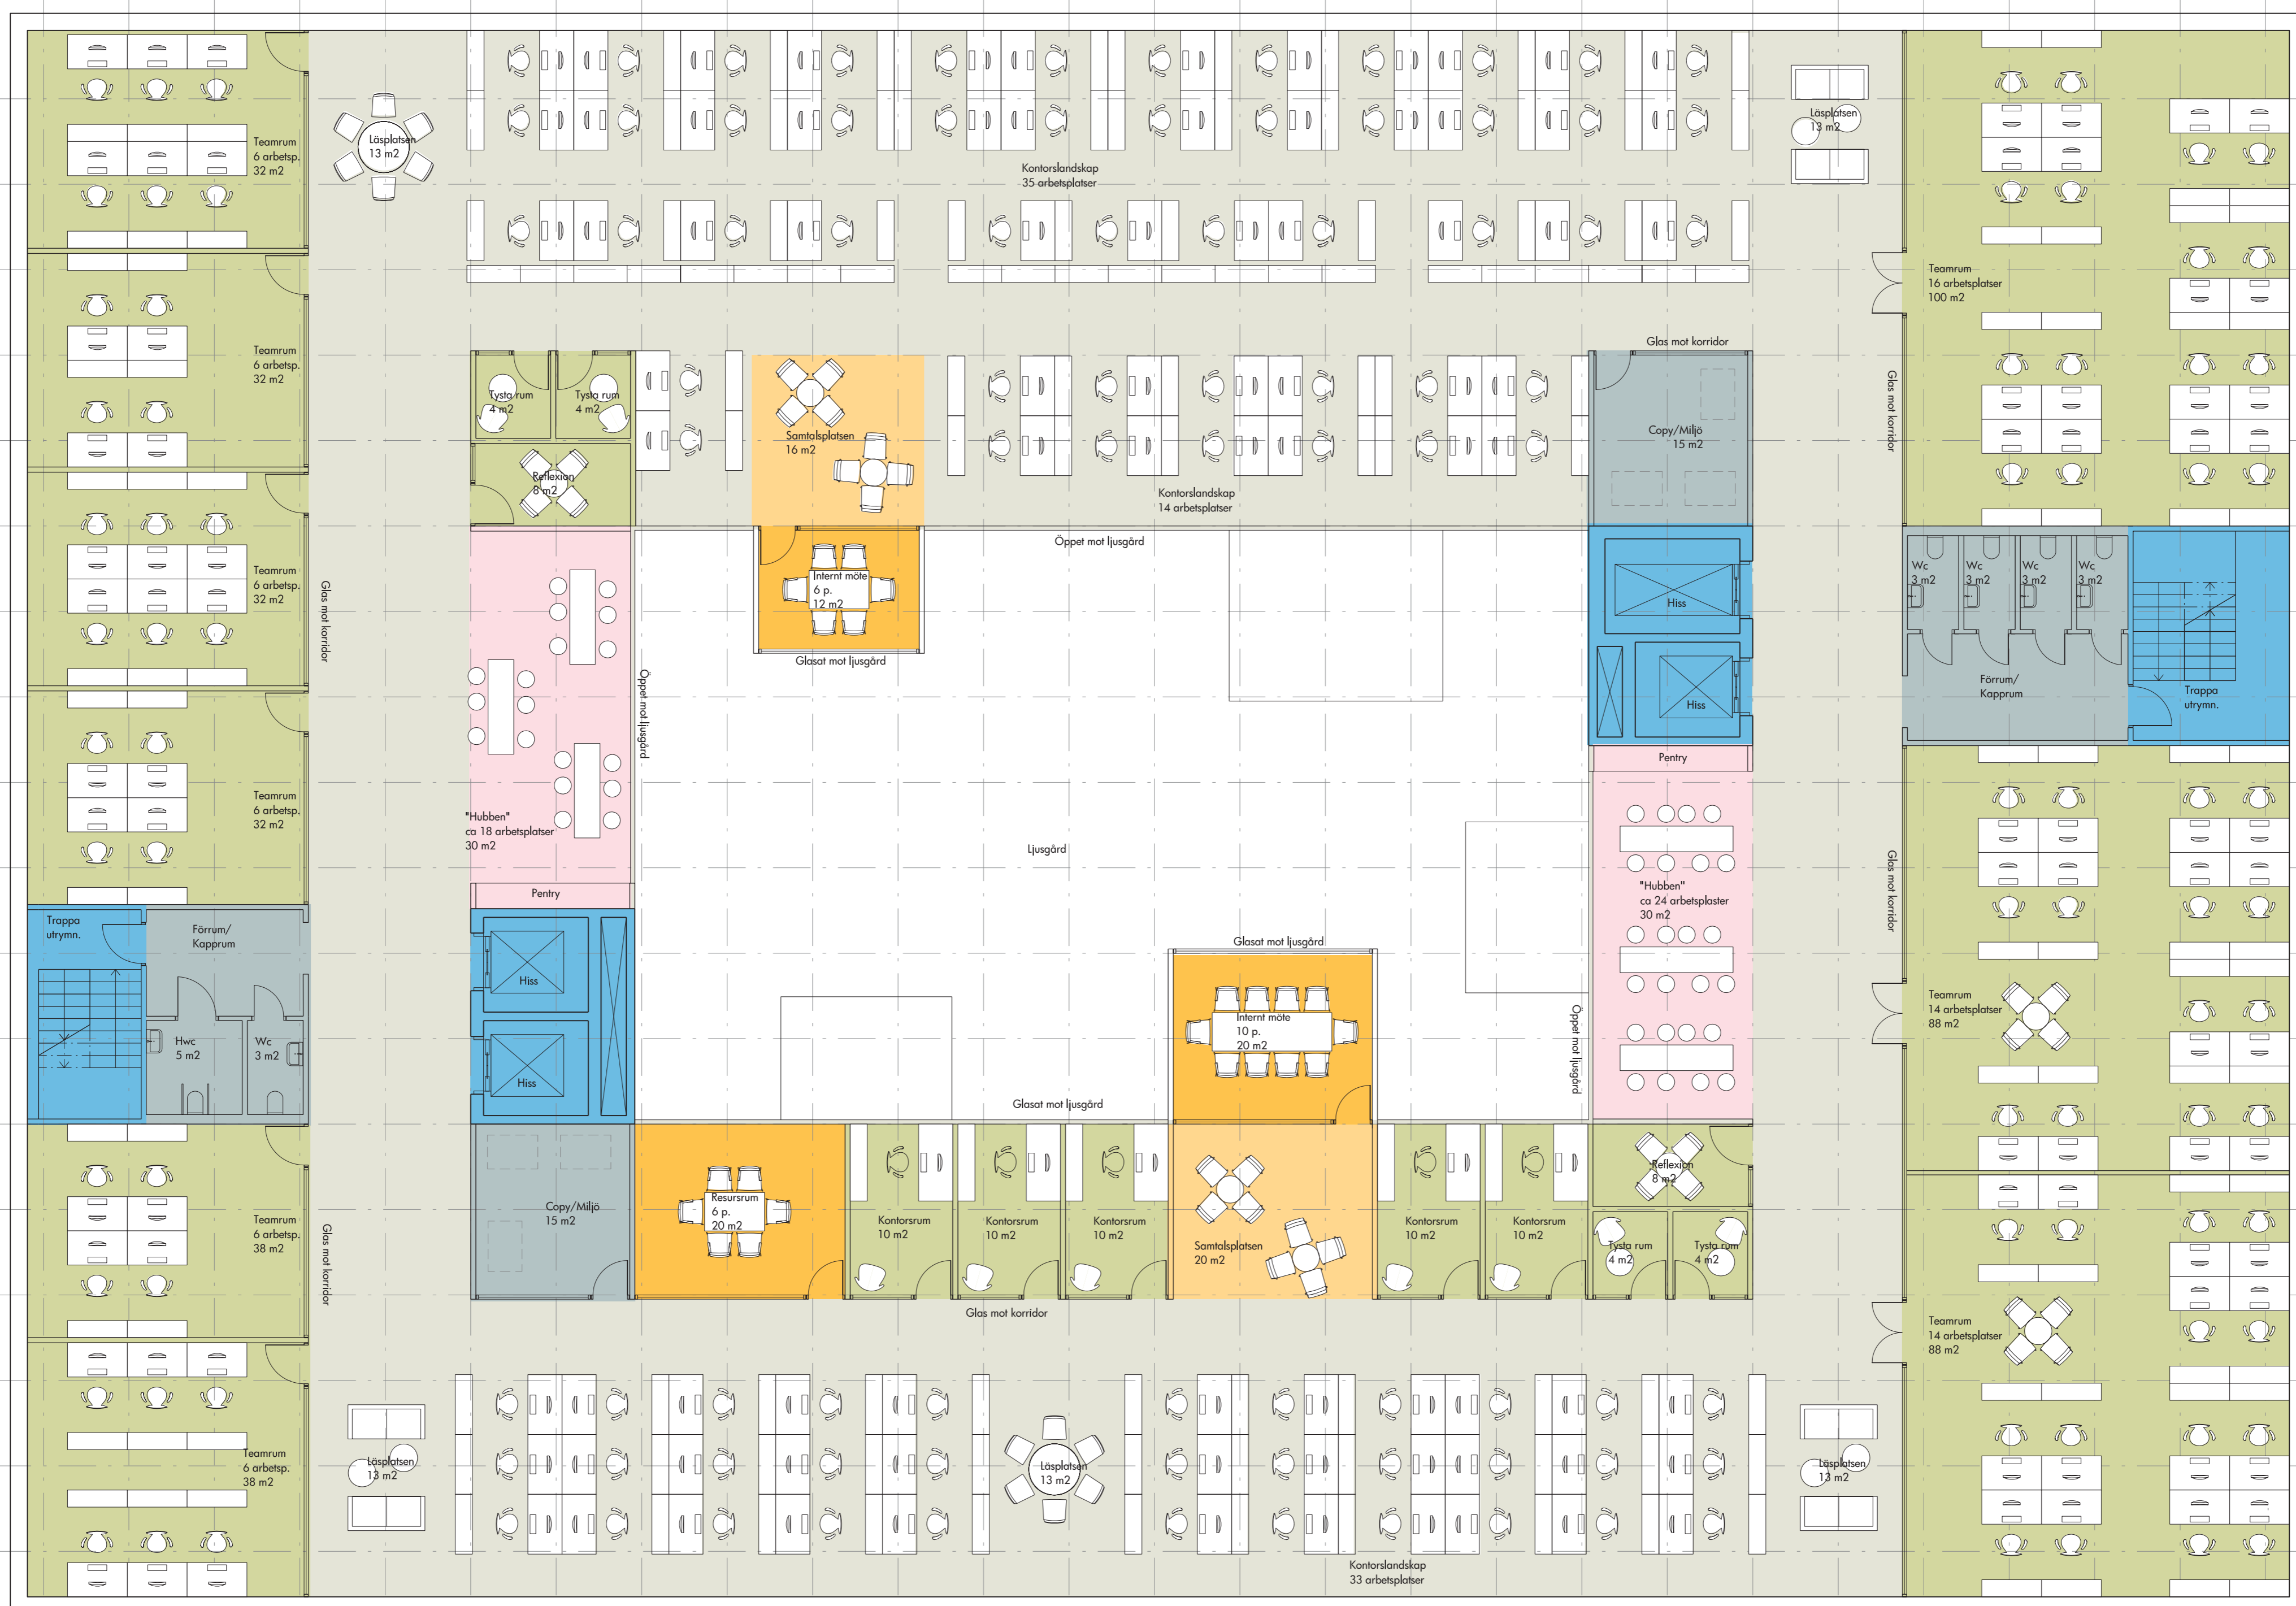 Teamrum
6 arbetsp.
32 m2
Läsplatsen
13 m2
Kontorslandskap
35 arbetsplatser
Läsplatsen
13 m2
Teamrum
16 arbetsplatser
100 m2
Teamrum
6 arbetsp.
32 m2
Glas mot korridor
Glas mot korridor
Tysta rum
4 m2
Tysta rum
4 m2
Samtalsplatsen
16 m2
Copy/Miljö
15 m2
Reflexion
8 m2
Kontorslandskap
14 arbetsplatser
Teamrum
6 arbetsp.
32 m2
Glas mot korridor
Öppet mot ljusgård
Internt möte
6 p.
12 m2
Glasat mot ljusgård
Hiss
Hiss
Wc
3 m2
Wc
3 m2
Wc
3 m2
Wc
3 m2
Förrum/
Kapprum
Trappa
utrymn.
Öppet mot ljusgård
Pentry
Teamrum
6 arbetsp.
32 m2
"Hubben"
ca 18 arbetsplatser
30 m2
Ljusgård
Glas mot korridor
Pentry
"Hubben"
ca 24 arbetsplaster
30 m2
Trappa
utrymn.
Förrum/
Kapprum
Hiss
Glasat mot ljusgård
Teamrum
14 arbetsplatser
88 m2
Hwc
5 m2
Wc
3 m2
Hiss
Internt möte
10 p.
20 m2
Öppet mot ljusgård
Glasat mot ljusgård
Teamrum
6 arbetsp.
38 m2
Glas mot korridor
Copy/Miljö
15 m2
Resursrum
6 p.
20 m2
Kontorsrum
10 m2
Kontorsrum
10 m2
Kontorsrum
10 m2
Samtalsplatsen
20 m2
Kontorsrum
10 m2
Kontorsrum
10 m2
Reflexion
8 m2
Tysta rum
4 m2
Tysta rum
4 m2
Glas mot korridor
Teamrum
14 arbetsplatser
88 m2
Teamrum
6 arbetsp.
38 m2
Läsplatsen
13 m2
Läsplatsen
13 m2
Läsplatsen
13 m2
Kontorslandskap
33 arbetsplatser